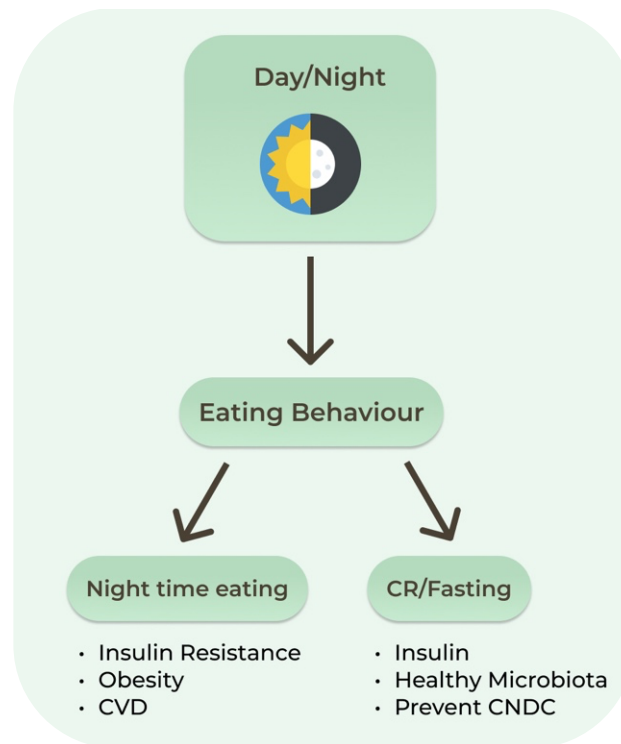 Day/Night
Eating Behaviour
Night time eating
· Insulin Resistance
· Obesity
· CVD
CR/Fasting
· Insulin
· Healthy Microbiota
· Prevent CNDC